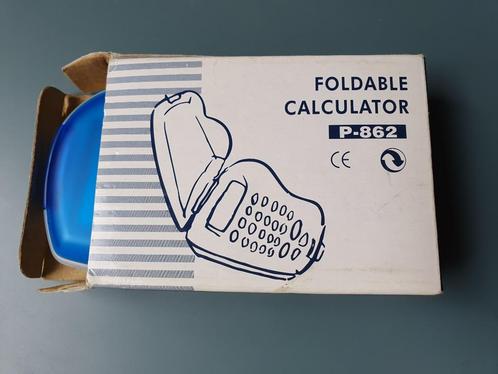 FOLDABLE
CALCULATOR
P-862
CE